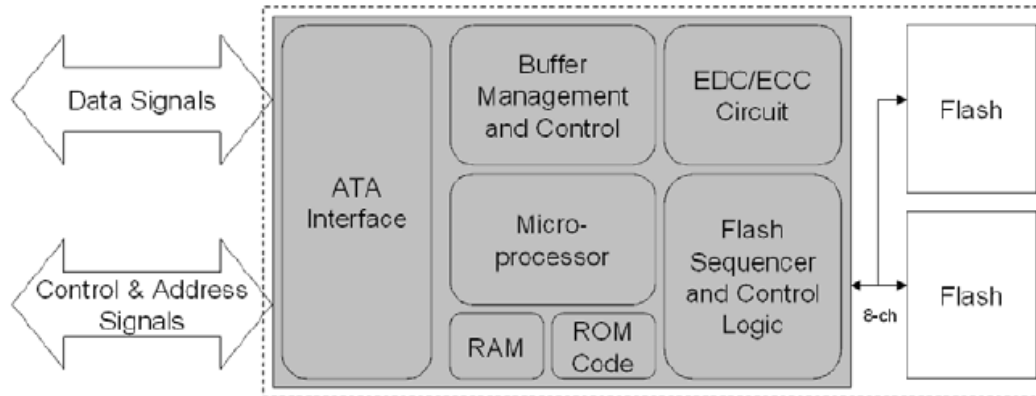 Data Signals
Control & Address
Signals
ATA
Interface
Buffer
Management
and Control
EDC/ECC
Circuit
Micro-
processor
Flash
Sequencer
and Control
Logic
RAM
ROM
Code
8-ch
Flash
Flash